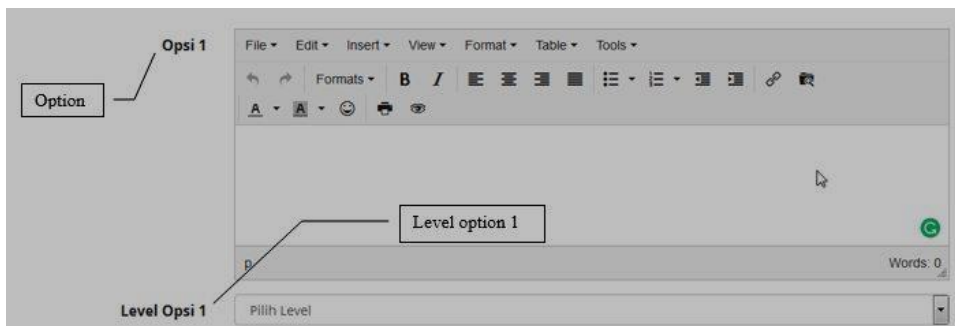 Opsi 1
File Edit Insert View Format Table Tools
Formats B I
Option
A A
Level option 1
p
Words: 0
Level Opsi 1
Pilih Level